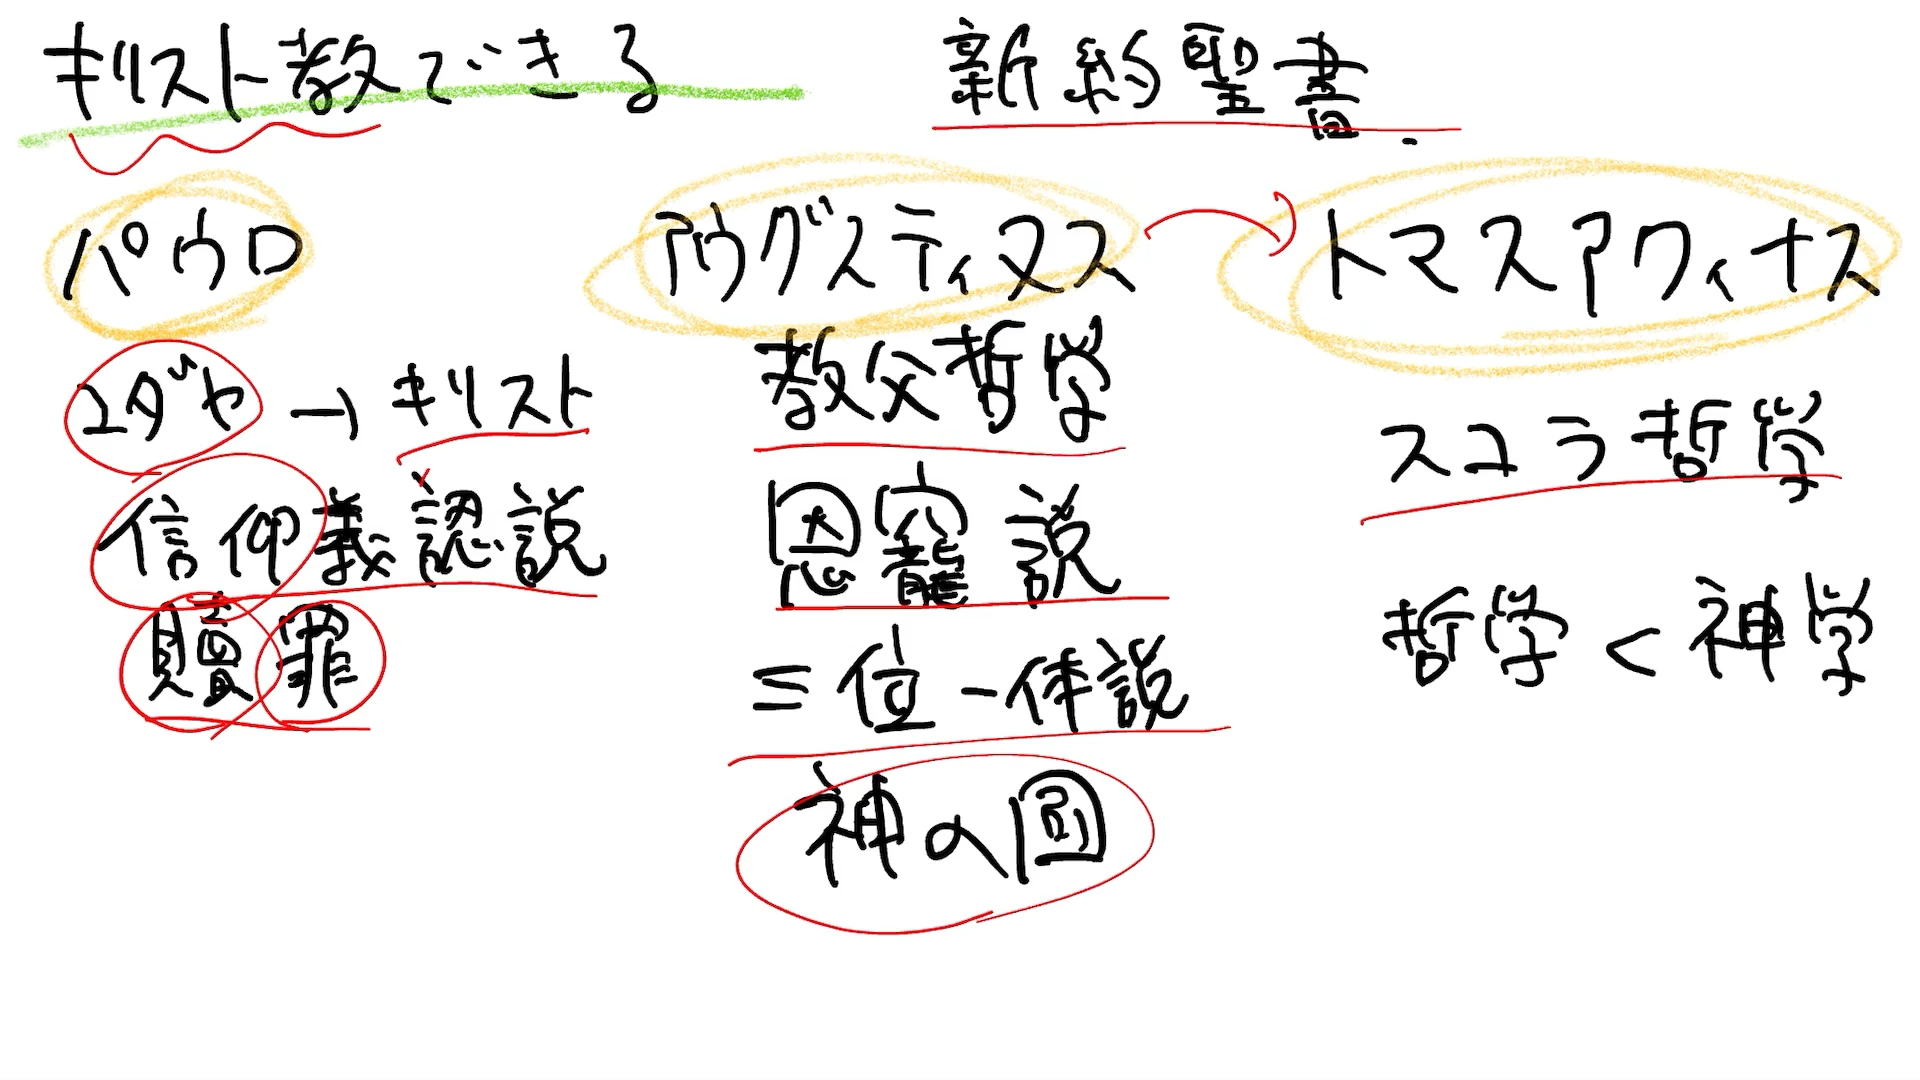 キリスト教できる
新約聖書.
パウロ
ユダヤ → キリスト
信仰義認説
贖罪
アウグスティヌス
教父哲学
恩寵説
三位一体説
神の国
トマスアクィナス
スコラ哲学
哲学 < 神学